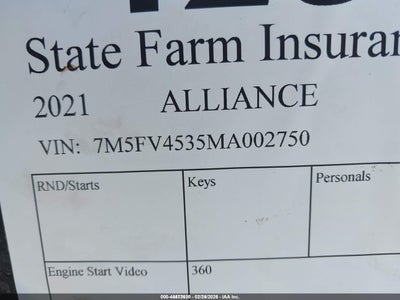 State Farm Insuran
2021 ALLIANCE
VIN: 7M5FV4535MA002750
RND/Starts Keys Personals
Engine Start Video 360